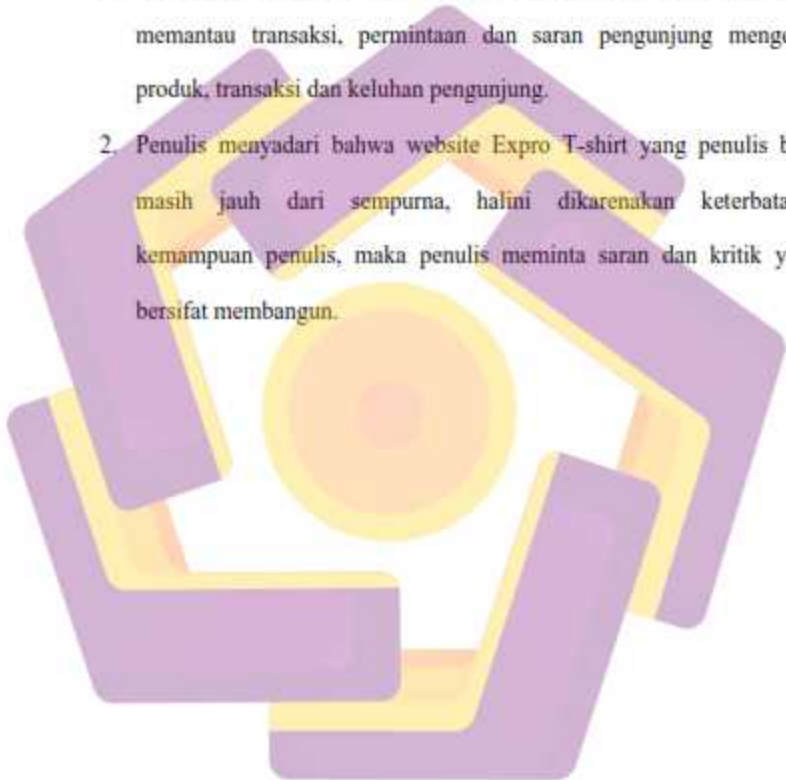 memantau transaksi, permintaan dan saran pengunjung
produk, transaksi dan keluhan pengunjung.
2. Penulis menyadari bahwa website Expro T-shirt yang penulis
masih jauh dari sempurna, halini dikarenakan
kemampuan penulis, maka penulis meminta saran dan kritik
bersifat membangun.